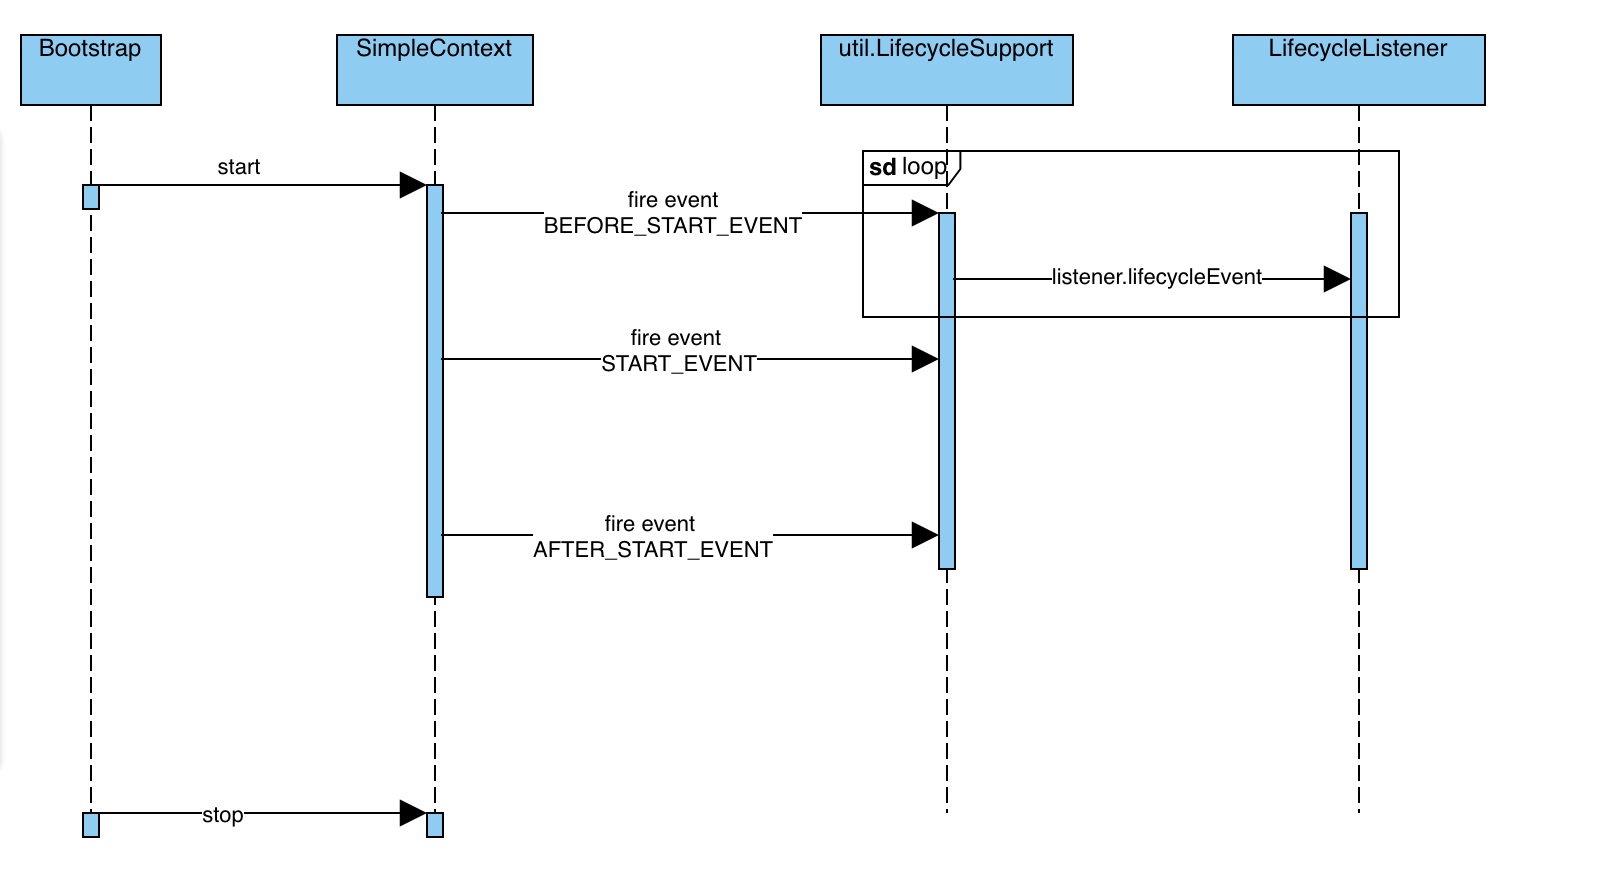 Bootstrap
SimpleContext
util.LifecycleSupport
LifecycleListener
start
sd loop
fire event
BEFORE_START_EVENT
listener.lifecycleEvent
fire event
START_EVENT
fire event
AFTER_START_EVENT
stop